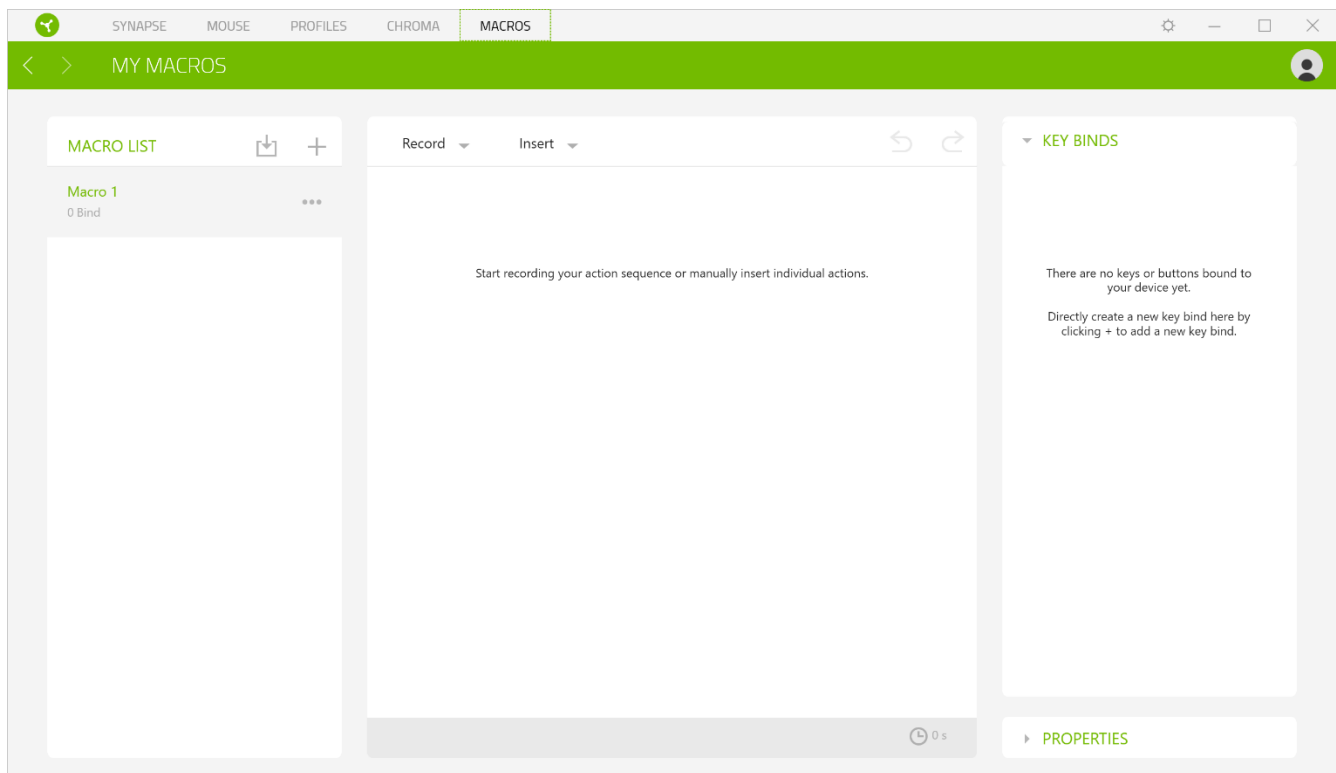 SYNAPSE MOUSE PROFILES CHROMA MACROS
MY MACROS
MACRO LIST
Macro 1
0 Bind
Record Insert
Start recording your action sequence or manually insert individual actions.
0 s
KEY BINDS
There are no keys or buttons bound to
your device yet.
Directly create a new key bind here by
clicking + to add a new key bind.
PROPERTIES